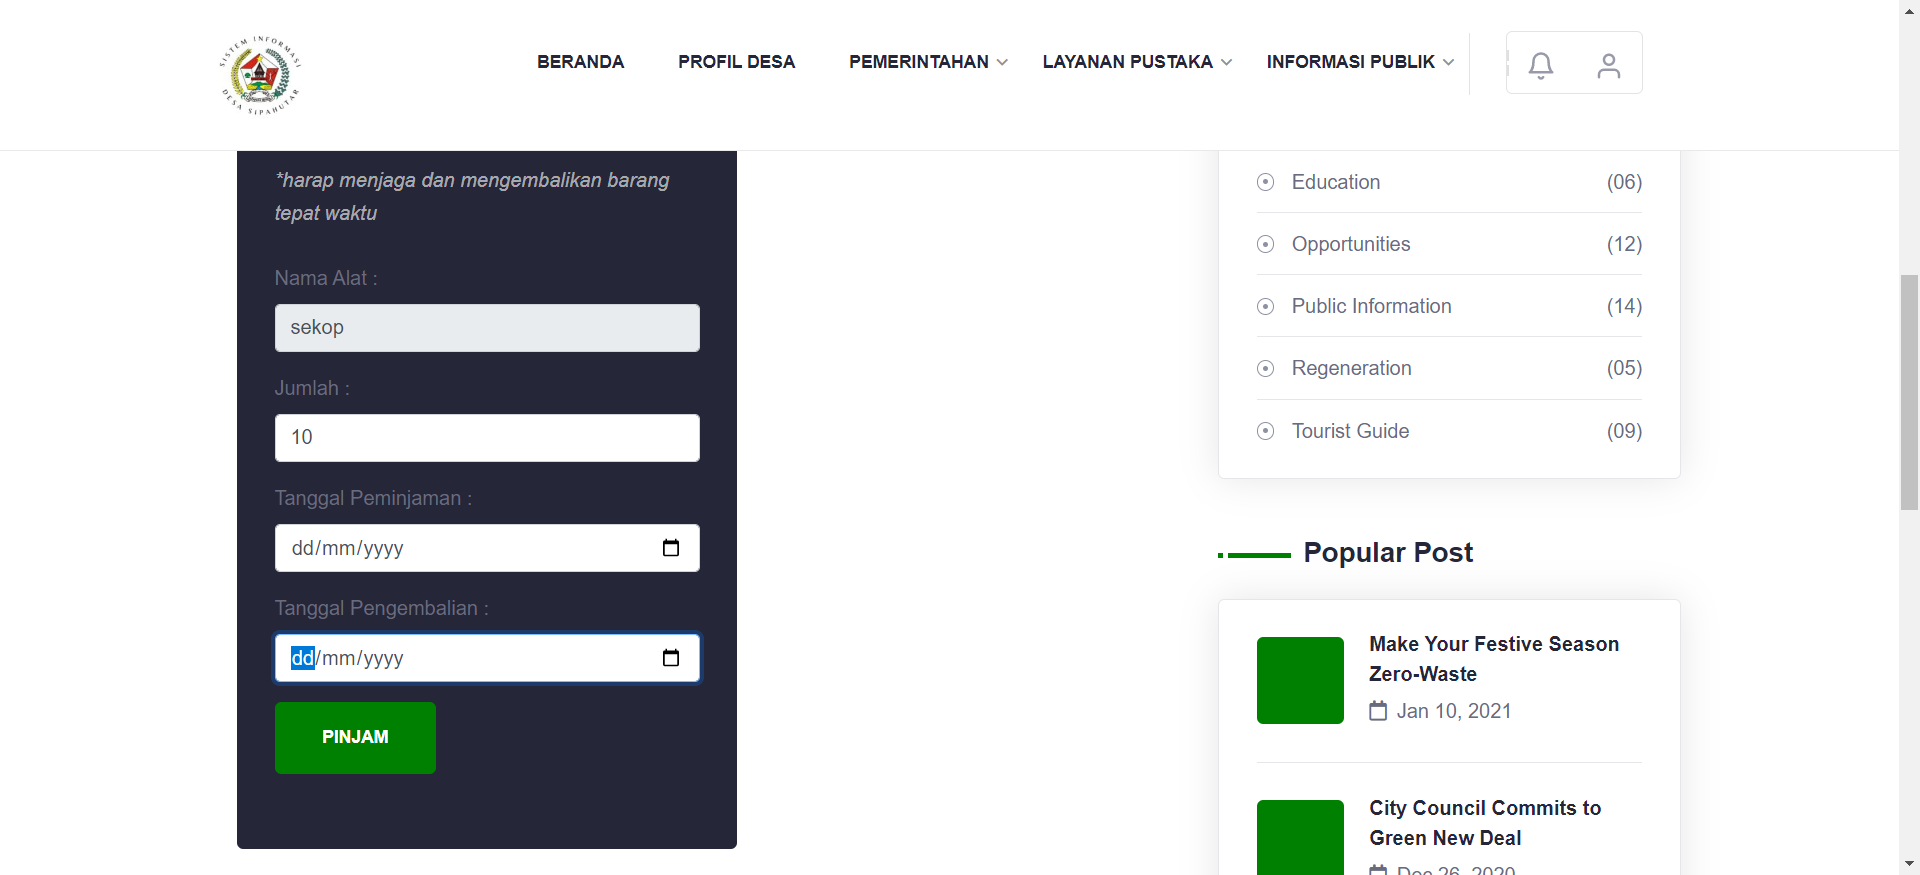 SISTEM INFORMASI
DESA SIPAHUTAR
BERANDA
PROFIL DESA
PEMERINTAHAN
LAYANAN PUSTAKA
INFORMASI PUBLIK
*harap menjaga dan mengembalikan barang
tepat waktu
Nama Alat :
sekop
Jumlah :
10
Tanggal Peminjaman :
dd/mm/yyyy
Tanggal Pengembalian :
dd/mm/yyyy
PINJAM
Education (06)
Opportunities (12)
Public Information (14)
Regeneration (05)
Tourist Guide (09)
Popular Post
Make Your Festive Season
Zero-Waste
Jan 10, 2021
City Council Commits to
Green New Deal
Dec 26, 2020